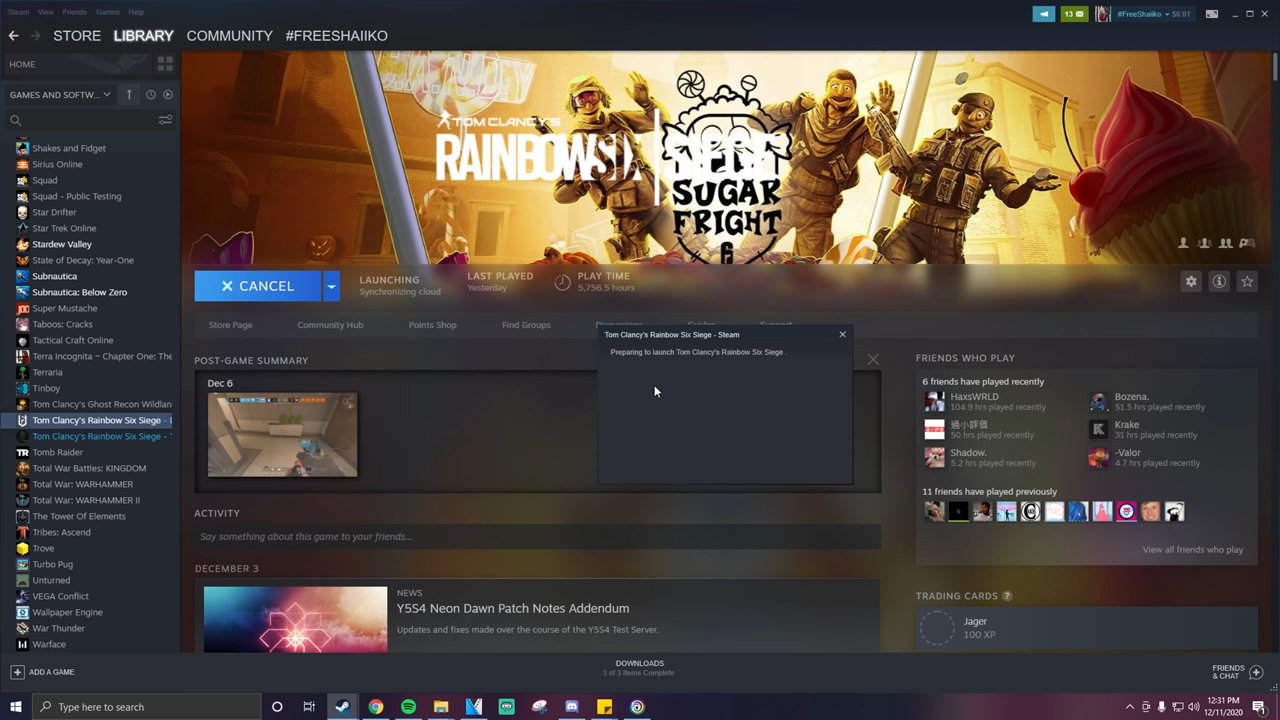 Steam View Friends Games Help
13
#FreeShaiiko $0.01
STORE LIBRARY COMMUNITY #FREESHAIIKO
HOME
GAMES AND SOFTW...
Shakes and Fidget
Sirius Online
Squad
Squad - Public Testing
Star Drifter
Star Trek Online
Stardew Valley
State of Decay: Year-One
Subnautica
Subnautica: Below Zero
Super Mustache
Taboos: Cracks
Tactical Craft Online
Terra Incognita ~ Chapter One: The
Terraria
Tinboy
Tom Clancy's Ghost Recon Wildlan
Tom Clancy's Rainbow Six Siege -
Tom Clancy's Rainbow Six Siege -
Tomb Raider
Total War Battles: KINGDOM
Total War: WARHAMMER
Total War: WARHAMMER II
The Tower Of Elements
Tribes: Ascend
Trove
Turbo Pug
Unturned
VEGA Conflict
Wallpaper Engine
War Thunder
Warface
TOM CLANCY'S
RAINBOW SIX SIEGE
SUGAR
FRIGHT
6
CANCEL
LAUNCHING
Synchronizing cloud
LAST PLAYED
Yesterday
PLAY TIME
5,756.5 hours
Store Page Community Hub Points Shop Find Groups Discussions Guides Support
Tom Clancy's Rainbow Six Siege - Steam
Preparing to launch Tom Clancy's Rainbow Six Siege .
POST-GAME SUMMARY
Dec 6
ACTIVITY
Say something about this game to your friends...
DECEMBER 3
NEWS
Y5S4 Neon Dawn Patch Notes Addendum
Updates and fixes made over the course of the Y5S4 Test Server.
FRIENDS WHO PLAY
6 friends have played recently
HaxsWRLD
104.9 hrs played recently
Bozena.
51.5 hrs played recently
過小評価
50 hrs played recently
Krake
31 hrs played recently
Shadow.
5.2 hrs played recently
-Valor
4.7 hrs played recently
11 friends have played previously
View all friends who play
TRADING CARDS ?
Jager
100 XP
ADD A GAME
DOWNLOADS
3 of 3 Items Complete
FRIENDS
& CHAT
Type here to search
12:31 PM
12/11/2020